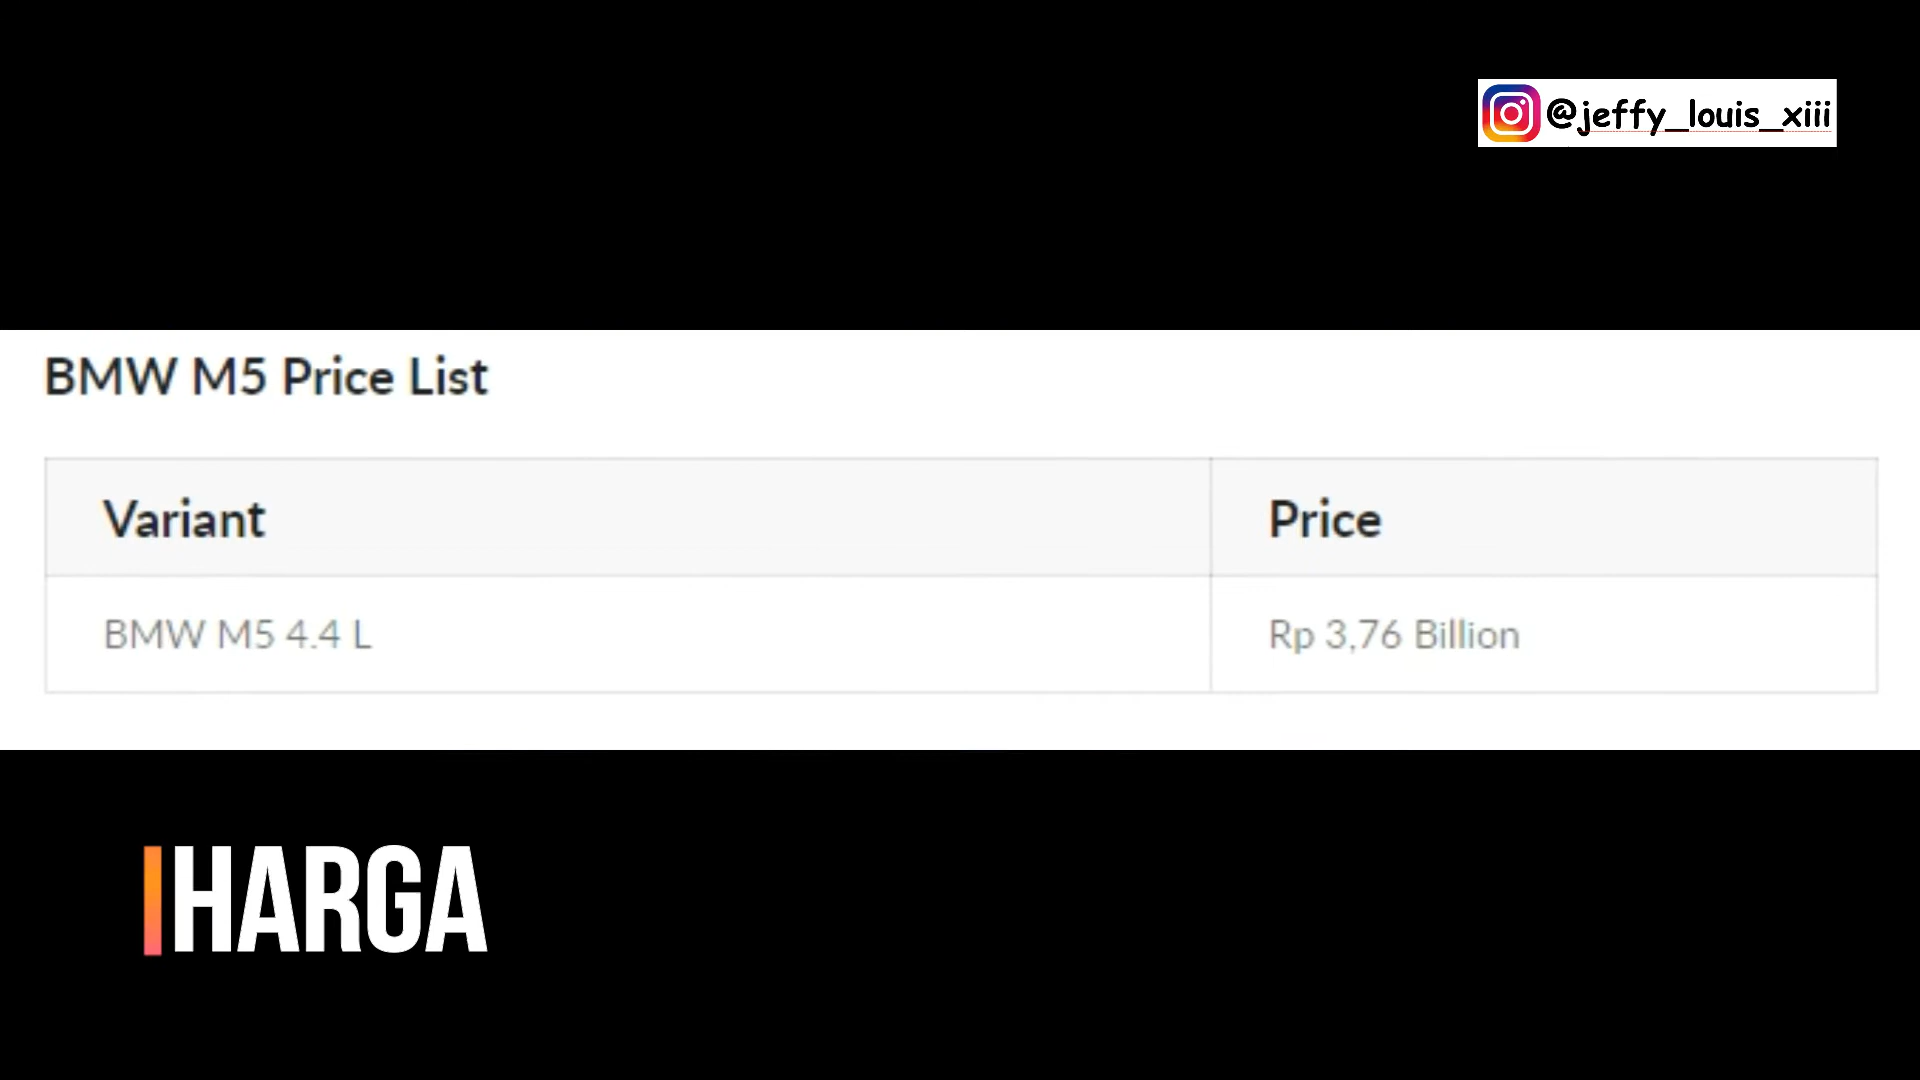 @jeffy_louis_xiii
BMW M5 Price List
Variant Price
BMW M5 4.4 L Rp 3,76 Billion
HARGA